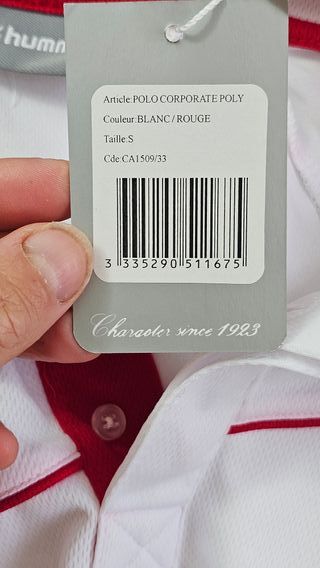 humm
Article:POLO CORPORATE POLY
Couleur:BLANC / ROUGE
Taille:S
Cde:CA1509/33
3 335290 511675
Character since 1923